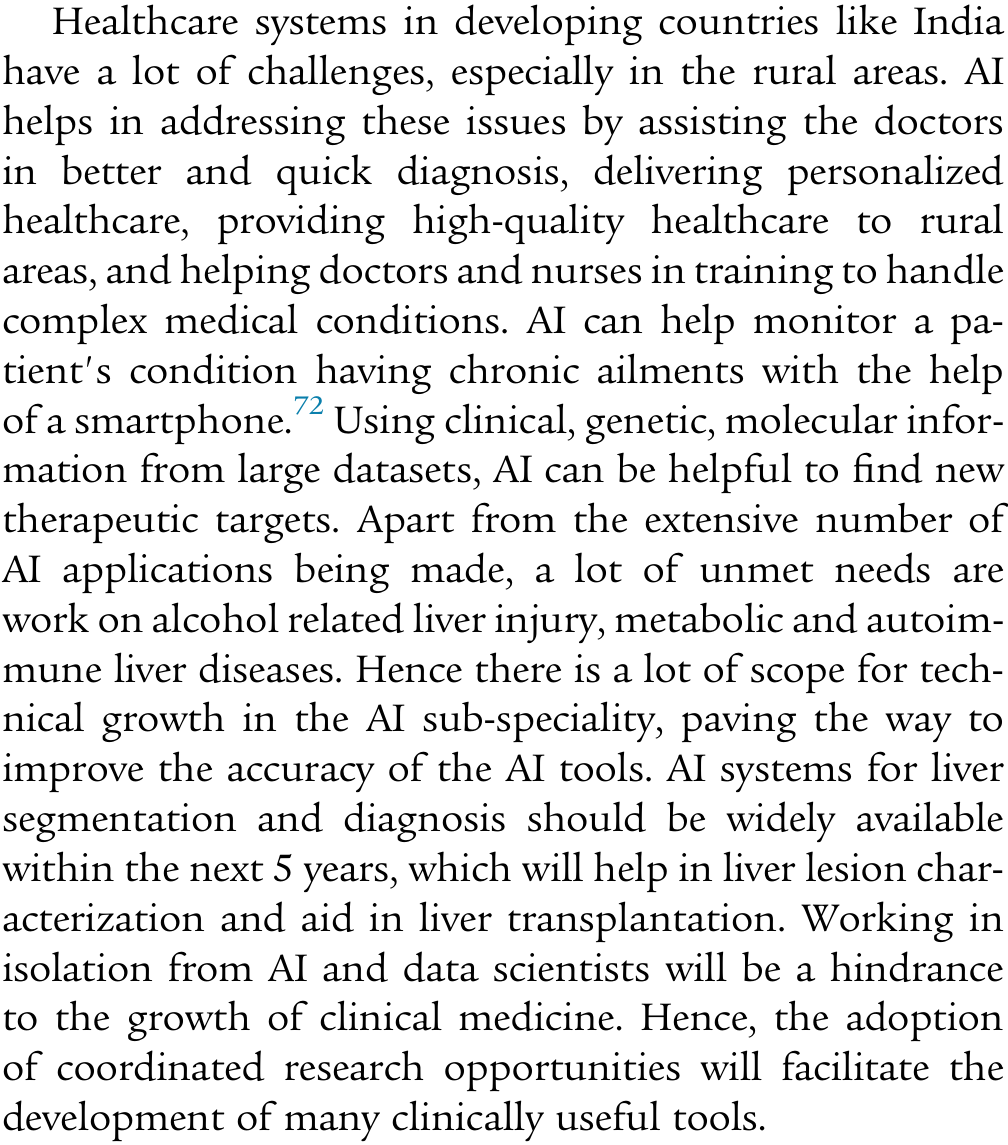 Healthcare systems in developing countries like India
have a lot of challenges, especially in the rural areas. AI
helps in addressing these issues by assisting the doctors
in better and quick diagnosis, delivering personalized
healthcare, providing high-quality healthcare to rural
areas, and helping doctors and nurses in training to handle
complex medical conditions. AI can help monitor a pa-
tient's condition having chronic ailments with the help
of a smartphone.72 Using clinical, genetic, molecular infor-
mation from large datasets, AI can be helpful to find new
therapeutic targets. Apart from the extensive number of
AI applications being made, a lot of unmet needs are
work on alcohol related liver injury, metabolic and autoim-
mune liver diseases. Hence there is a lot of scope for tech-
nical growth in the AI sub-speciality, paving the way to
improve the accuracy of the AI tools. AI systems for liver
segmentation and diagnosis should be widely available
within the next 5 years, which will help in liver lesion char-
acterization and aid in liver transplantation. Working in
isolation from AI and data scientists will be a hindrance
to the growth of clinical medicine. Hence, the adoption
of coordinated research opportunities will facilitate the
development of many clinically useful tools.